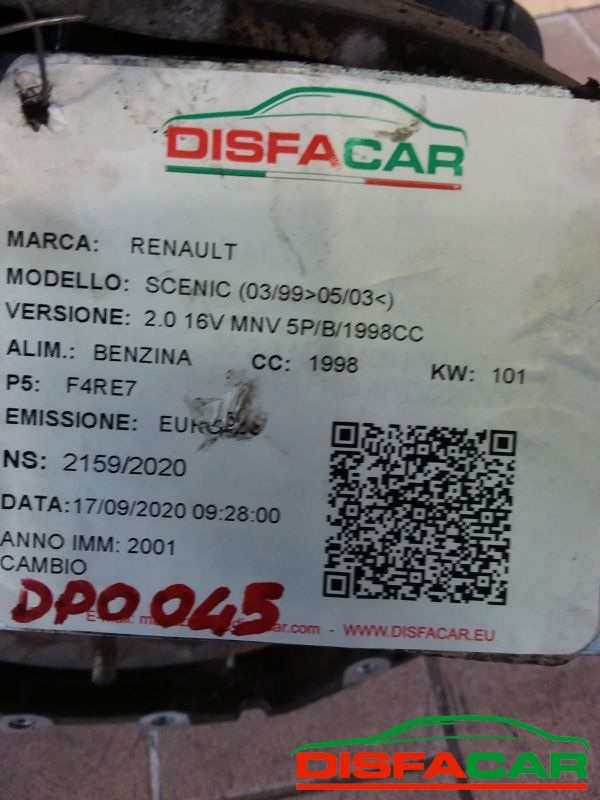 DISFACAR
MARCA: RENAULT
MODELLO: SCENIC (03/99>05/03<)
VERSIONE: 2.0 16V MNV 5P/B/1998CC
ALIM.: BENZINA CC: 1998 KW: 101
P5: F4RE7
EMISSIONE:
NS: 2159/2020
DATA:17/09/2020 09:28:00
ANNO IMM: 2001
CAMBIO
DP0045
- WWW.DISFACAR.EU
DISFACAR